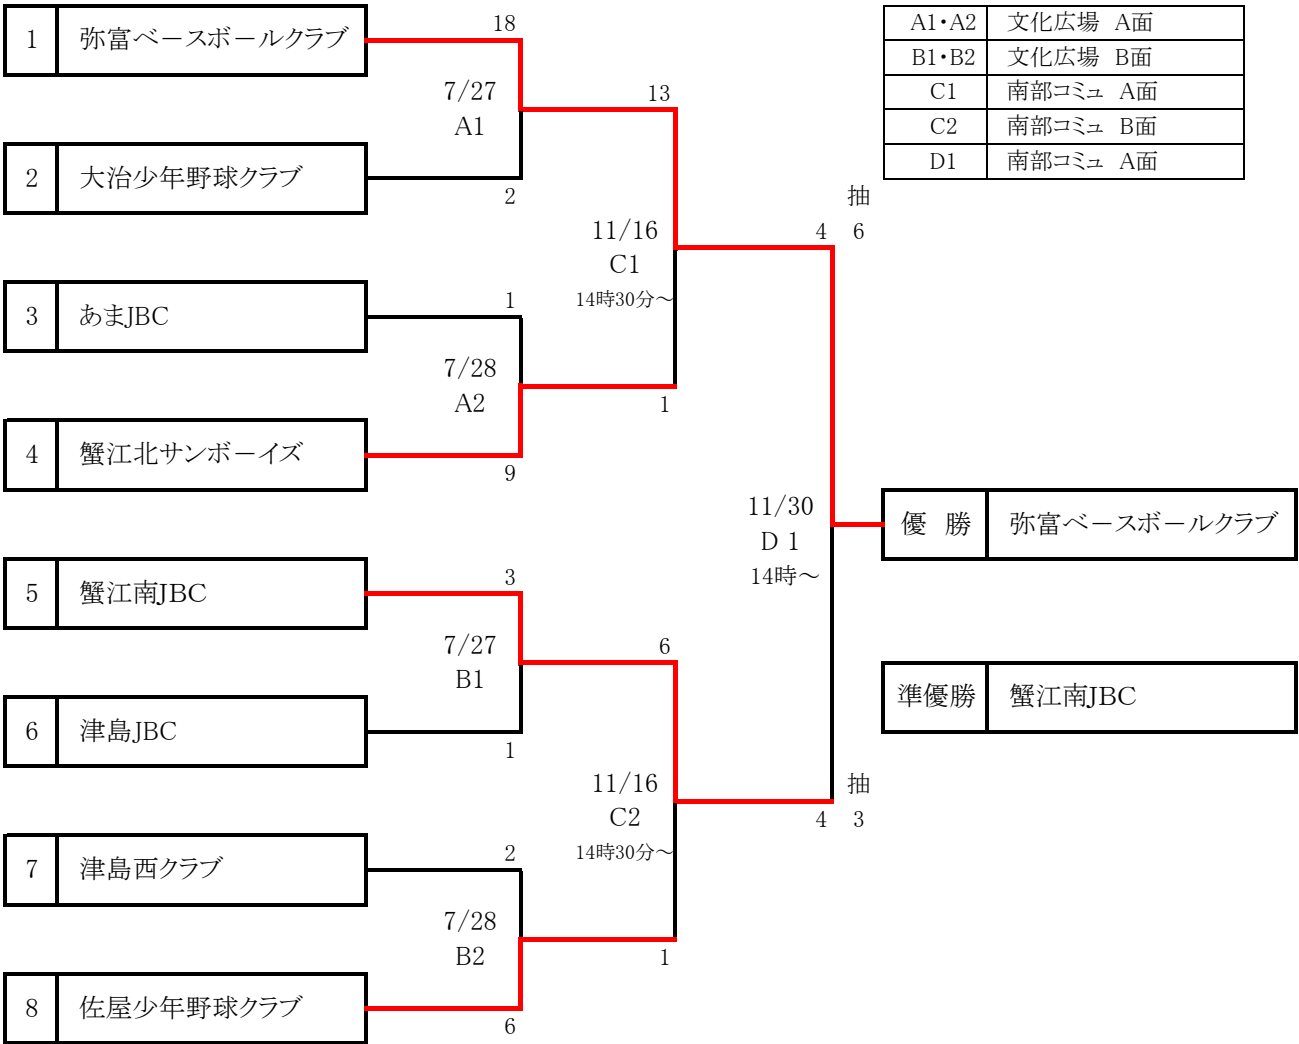 1 弥富ベースボールクラブ
18
7/27
A1
2 大治少年野球クラブ
2
13
11/16
C1
14時30分～
3 あまJBC
1
7/28
A2
4 蟹江北サンボーイズ
9
1
4
抽
6
A1・A2 文化広場 A面
B1・B2 文化広場 B面
C1 南部コミュ A面
C2 南部コミュ B面
D1 南部コミュ A面
11/30
D 1
14時～
優 勝 弥富ベースボールクラブ
準優勝 蟹江南JBC
5 蟹江南JBC
3
7/27
B1
6 津島JBC
1
6
11/16
C2
14時30分～
7 津島西クラブ
2
7/28
B2
8 佐屋少年野球クラブ
6
1
抽
4 3